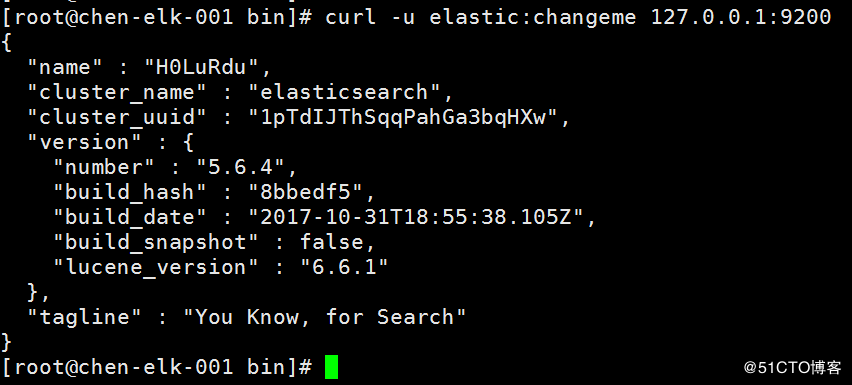 [root@chen-elk-001 bin]# curl -u elastic:changeme 127.0.0.1:9200
{
  "name" : "H0LuRdu",
  "cluster_name" : "elasticsearch",
  "cluster_uuid" : "1pTdIJThSqqPahGa3bqHXw",
  "version" : {
    "number" : "5.6.4",
    "build_hash" : "8bbedf5",
    "build_date" : "2017-10-31T18:55:38.105Z",
    "build_snapshot" : false,
    "lucene_version" : "6.6.1"
  },
  "tagline" : "You Know, for Search"
}
[root@chen-elk-001 bin]#
@51CTO博客